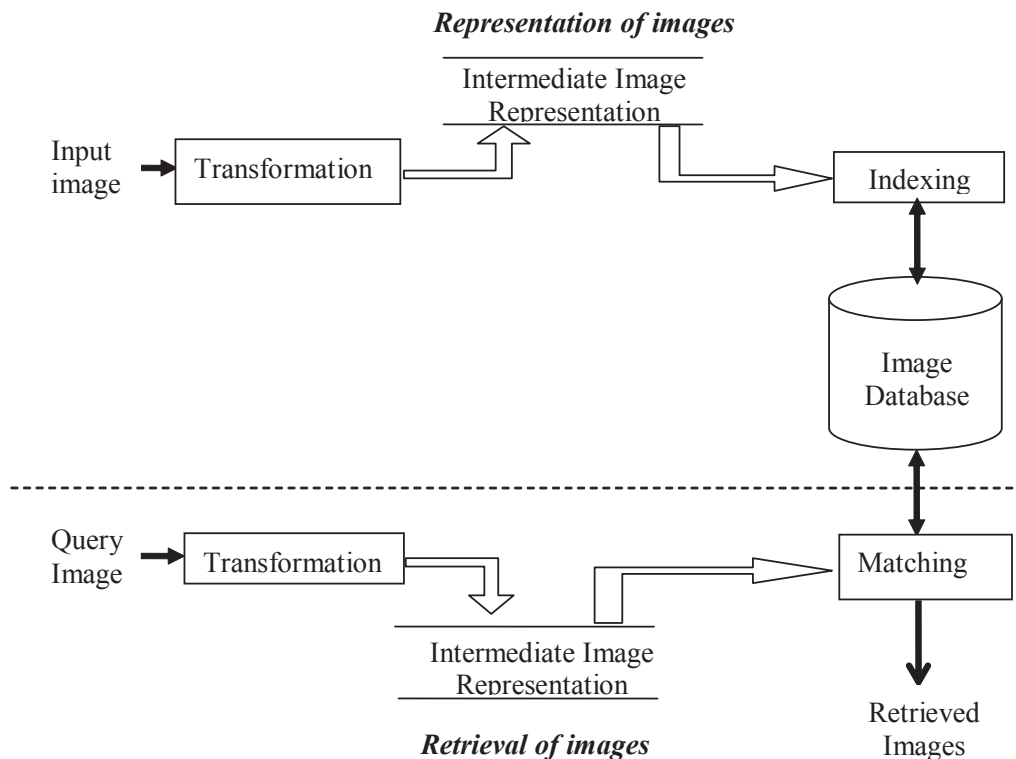 Representation of images
Intermediate Image
Representation
Input
image
Transformation
Indexing
Image
Database
Query
Image
Transformation
Matching
Intermediate Image
Representation
Retrieved
Images
Retrieval of images